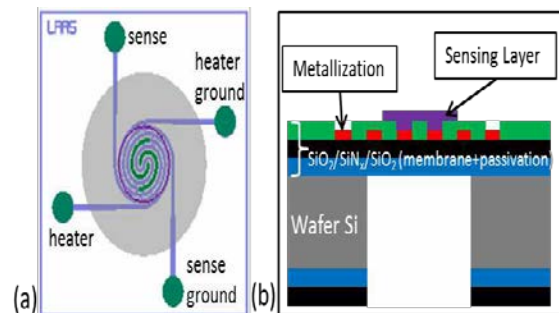 LAAS
sense
heater
ground
heater
sense
ground
(a)
Metallization
Sensing Layer
SiO₂/SiNₓ/SiO₂ (membrane+passivation)
Wafer Si
(b)